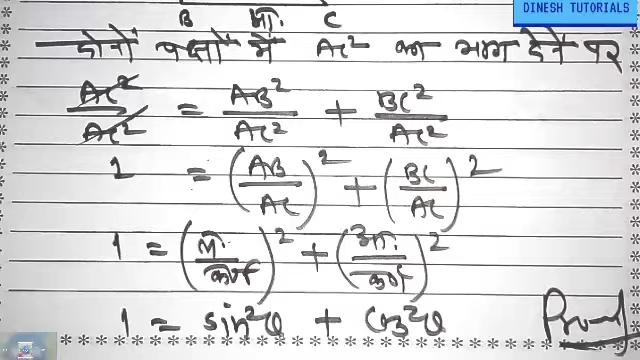 DINESH TUTORIALS
B आ. C
दोनों पक्षों में AC² का भाग देने पर
AC²/AC² = AB²/AC² + BC²/AC²
1 = (AB/AC)² + (BC/AC)²
1 = (ल./कर्ण)² + (आ./कर्ण)²
1 = sin²θ + cos²θ Proved